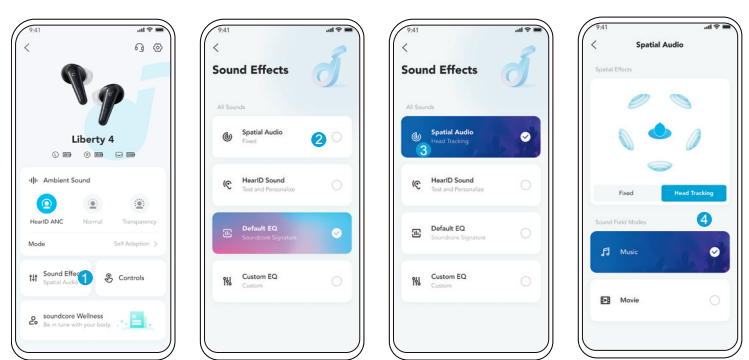 9:41
Liberty 4
Ambient Sound
HearID ANC
Normal
Transparency
Mode
Self Adaption
Sound Effec
Spatial Audio
1
Controls
soundcore Wellness
Be in tune with your body.
9:41
Sound Effects
All Sounds
Spatial Audio
Fixed
2
HearID Sound
Test and Personalize
Default EQ
Soundcore Signature
Custom EQ
Custom
9:41
Sound Effects
All Sounds
Spatial Audio
Head Tracking
3
HearID Sound
Test and Personalize
Default EQ
Soundcore Signature
Custom EQ
Custom
9:41
Spatial Audio
Spatial Effects
Fixed
Head Tracking
4
Sound Field Modes
Music
Movie